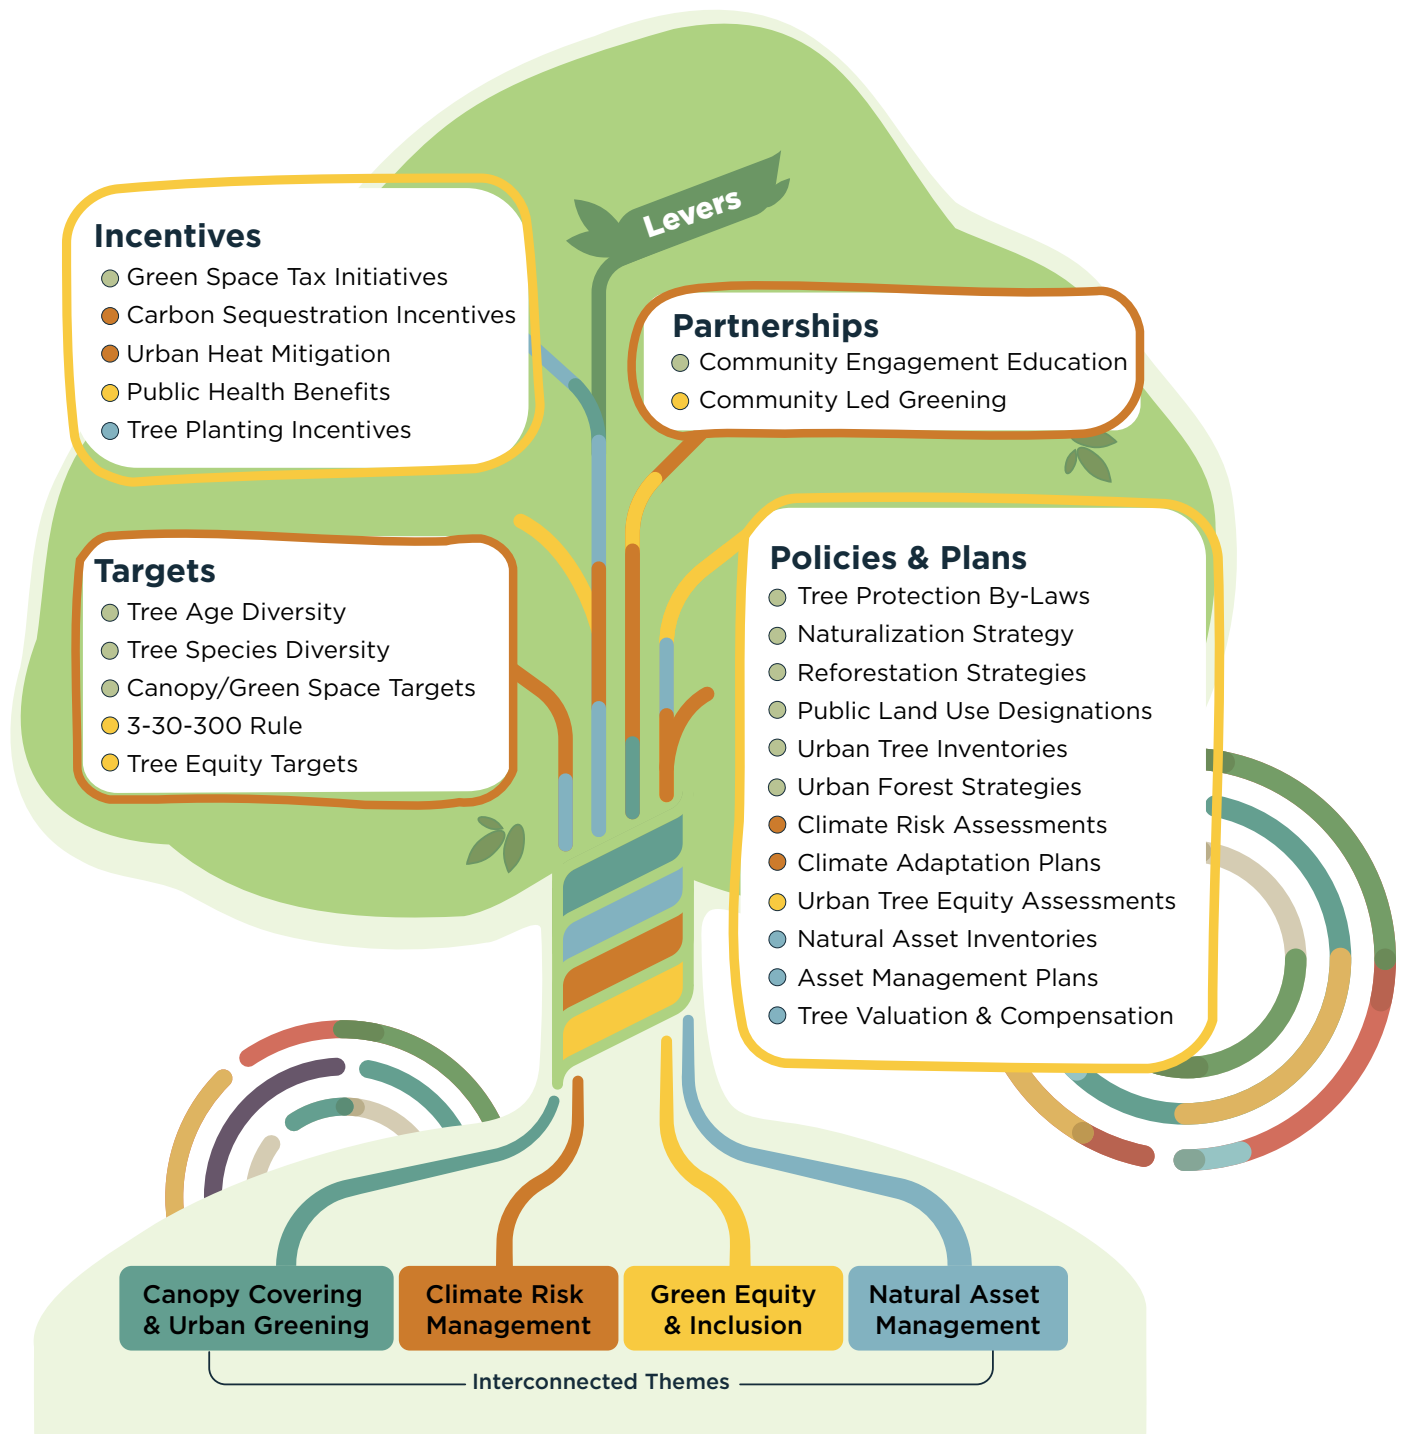 Levers
Incentives
Green Space Tax Initiatives
Carbon Sequestration Incentives
Urban Heat Mitigation
Public Health Benefits
Tree Planting Incentives
Partnerships
Community Engagement Education
Community Led Greening
Targets
Tree Age Diversity
Tree Species Diversity
Canopy/Green Space Targets
3-30-300 Rule
Tree Equity Targets
Policies & Plans
Tree Protection By-Laws
Naturalization Strategy
Reforestation Strategies
Public Land Use Designations
Urban Tree Inventories
Urban Forest Strategies
Climate Risk Assessments
Climate Adaptation Plans
Urban Tree Equity Assessments
Natural Asset Inventories
Asset Management Plans
Tree Valuation & Compensation
Canopy Covering
& Urban Greening
Climate Risk
Management
Green Equity
& Inclusion
Natural Asset
Management
Interconnected Themes